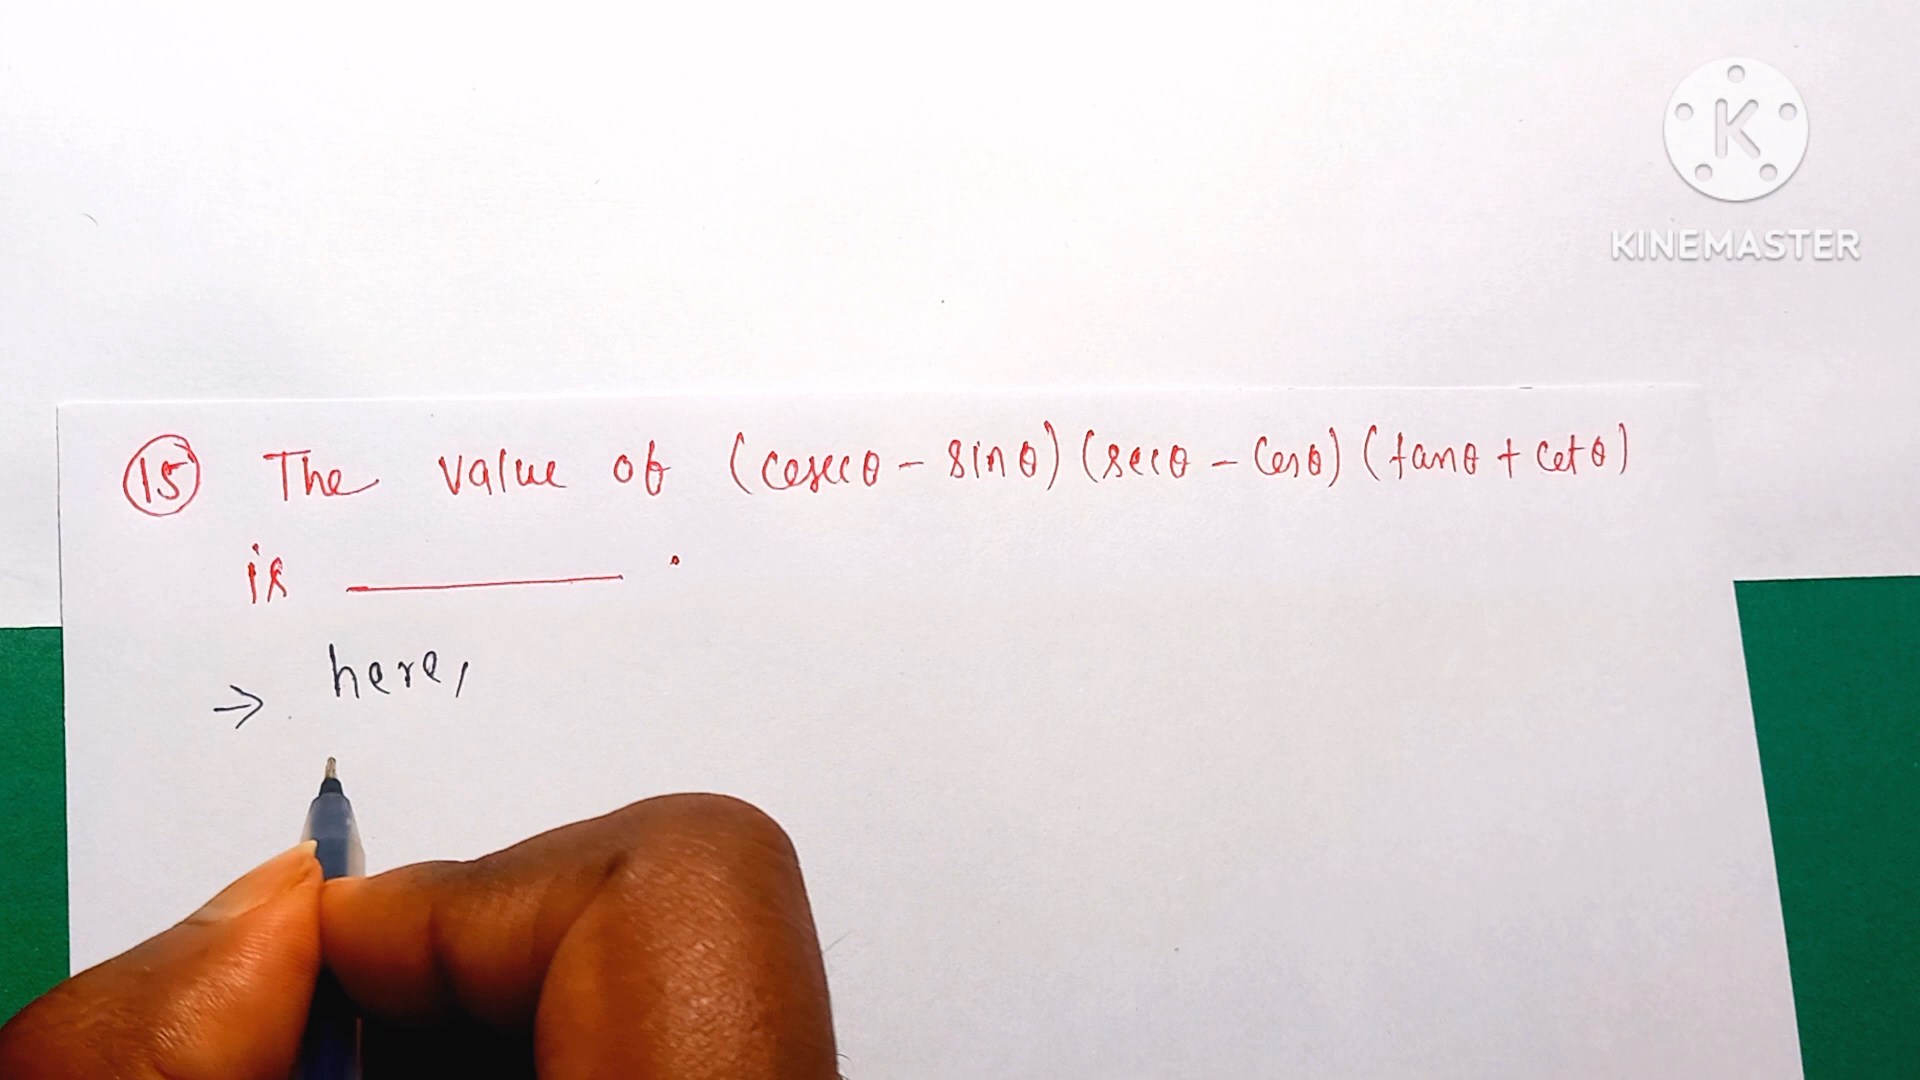 K
KINEMASTER
15 The value of (cosecθ - sinθ) (secθ - cosθ) (tanθ + cotθ)
is ________ .
→ here,